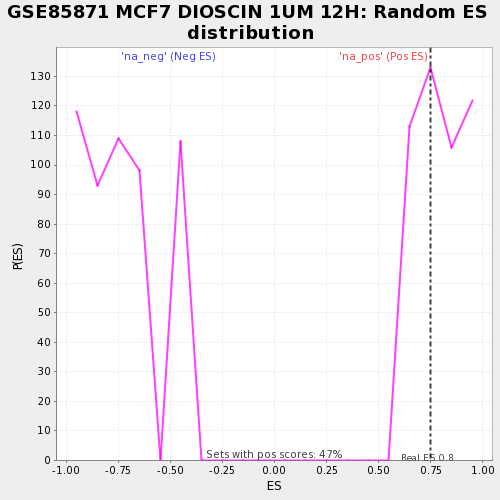 GSE85871 MCF7 DIOSCIN 1UM 12H: Random ES
distribution
'na_neg' (Neg ES)
'na_pos' (Pos ES)
130
120
110
100
90
80
70
60
50
40
30
20
10
0
P(ES)
Sets with pos scores: 47%
Real ES 0.8
-1.00 -0.75 -0.50 -0.25 0.00 0.25 0.50 0.75 1.00
ES